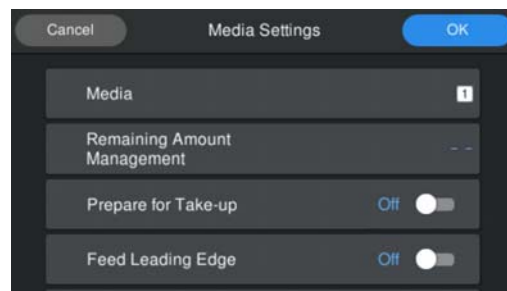 Cancel Media Settings OK
Media 1
Remaining Amount
Management - -
Prepare for Take-up Off
Feed Leading Edge Off